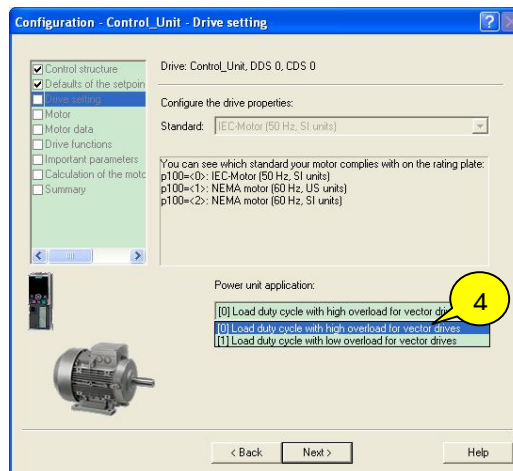 Configuration - Control_Unit - Drive setting
Control structure
Defaults of the setpoin
Drive setting
Motor
Motor data
Drive functions
Important parameters
Calculation of the motc
Summary
Drive: Control_Unit, DDS 0, CDS 0
Configure the drive properties:
Standard: IEC-Motor (50 Hz, SI units)
You can see which standard your motor complies with on the rating plate:
p100=<0>: IEC-Motor (50 Hz, SI units)
p100=<1>: NEMA motor (60 Hz, US units)
p100=<2>: NEMA motor (60 Hz, SI units)
Power unit application:
[0] Load duty cycle with high overload for vector
[0] Load duty cycle with high overload for vector drives
[1] Load duty cycle with low overload for vector drives
4
< Back Next > Help